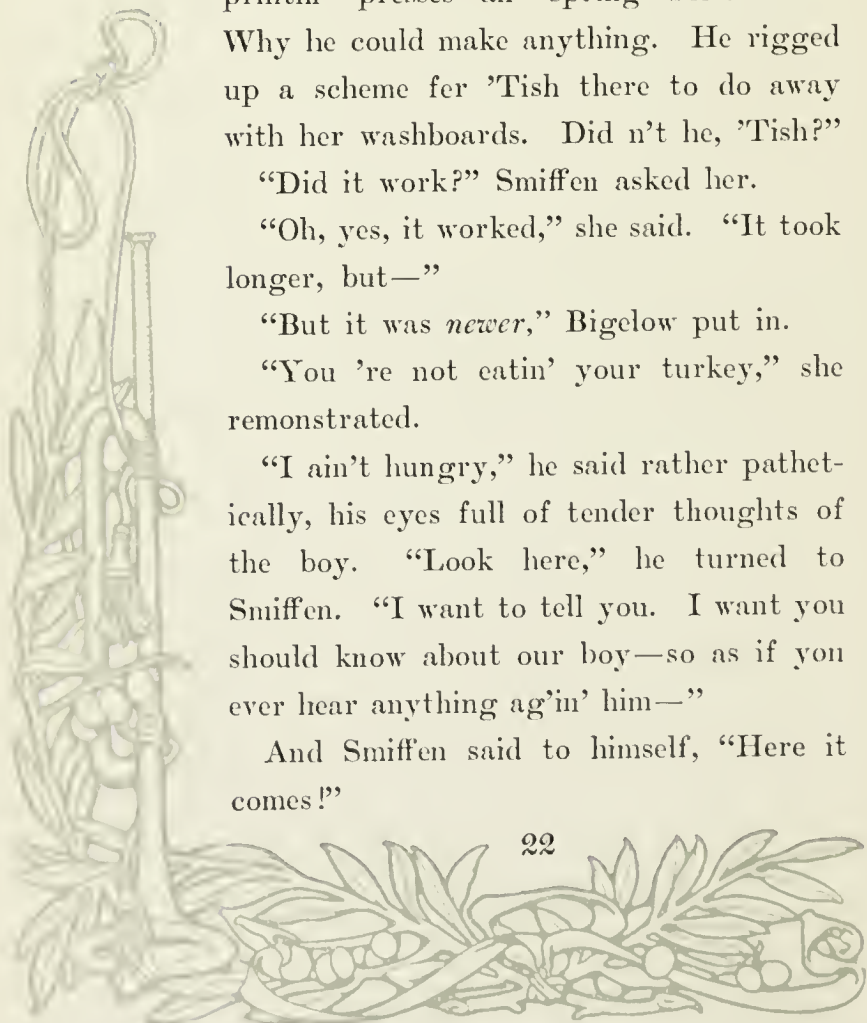 Why he could make anything. He rigged
up a scheme fer ’Tish there to do away
with her washboards. Did n’t he, ’Tish?”
“Did it work?” Smiffen asked her.
“Oh, yes, it worked,” she said. “It took
longer, but—”
“But it was newer,” Bigelow put in.
“You ’re not eatin’ your turkey,” she
remonstrated.
“I ain’t hungry,” he said rather pathet-
ically, his eyes full of tender thoughts of
the boy. “Look here,” he turned to
Smiffen. “I want to tell you. I want you
should know about our boy—so as if you
ever hear anything ag’in’ him—”
And Smiffen said to himself, “Here it
comes!”
22